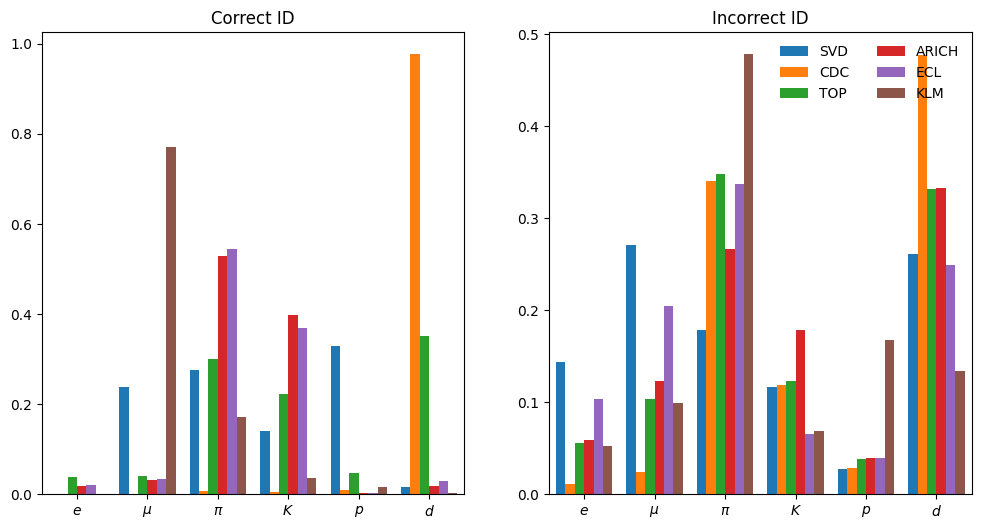 Correct ID
Incorrect ID
1.0
0.8
0.6
0.4
0.2
0.0
e μ π K p d
0.5
0.4
0.3
0.2
0.1
0.0
e μ π K p d
SVD ARICH
CDC ECL
TOP KLM